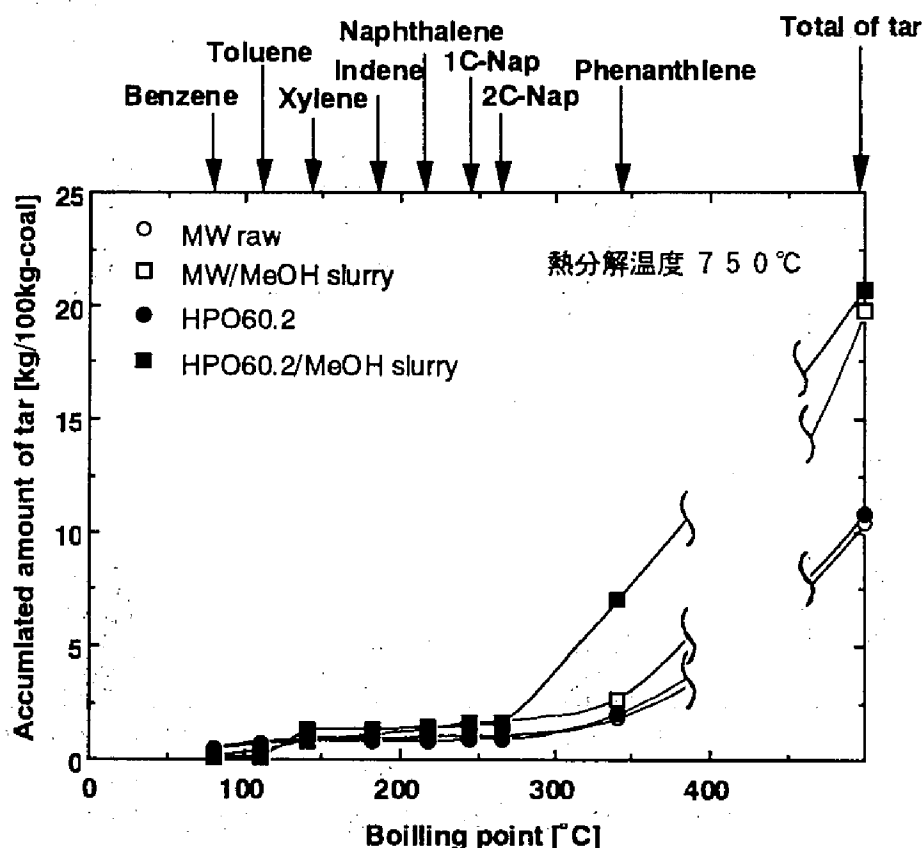 Total of tar
Naphthalene
Toluene
Indene
1C-Nap
Phenanthlene
Benzene
Xylene
2C-Nap
Accumlated amount of tar [kg/100kg-coal]
25
20
15
10
5
0
MW raw
MW/MeOH slurry
HPO60.2
HPO60.2/MeOH slurry
熱分解温度 750℃
0
100
200
300
400
Boilling point [°C]